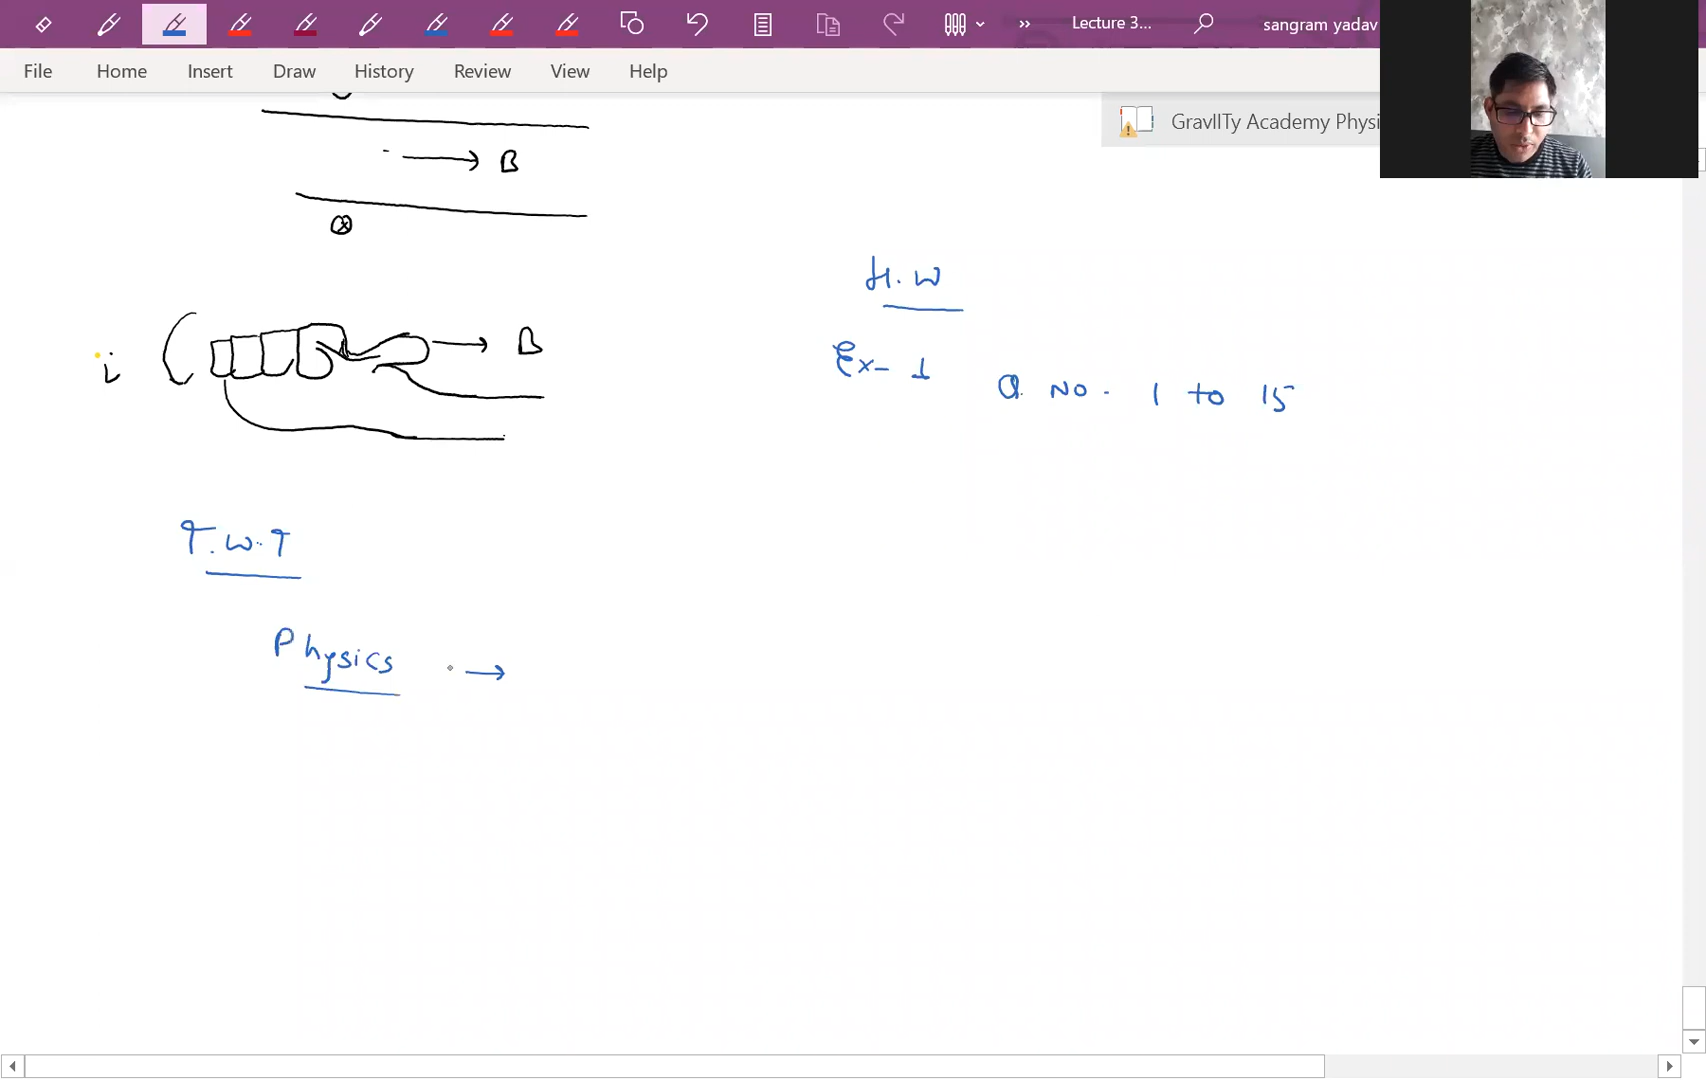 Lecture 3...
sangram yadav
File Home Insert Draw History Review View Help
GravIITy Academy Physi
B
i
B
H.W
Ex-1
Q. No. 1 to 15
T.W.T
Physics →